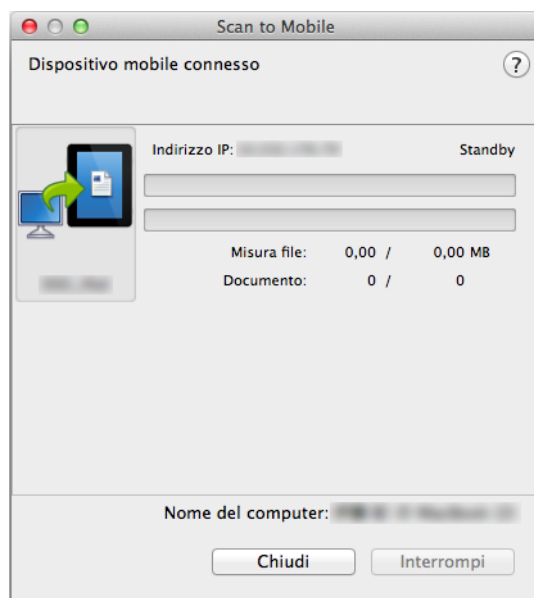 Scan to Mobile
Dispositivo mobile connesso
?
Indirizzo IP: Standby
Misura file: 0,00 / 0,00 MB
Documento: 0 / 0
Nome del computer:
Chiudi Interrompi